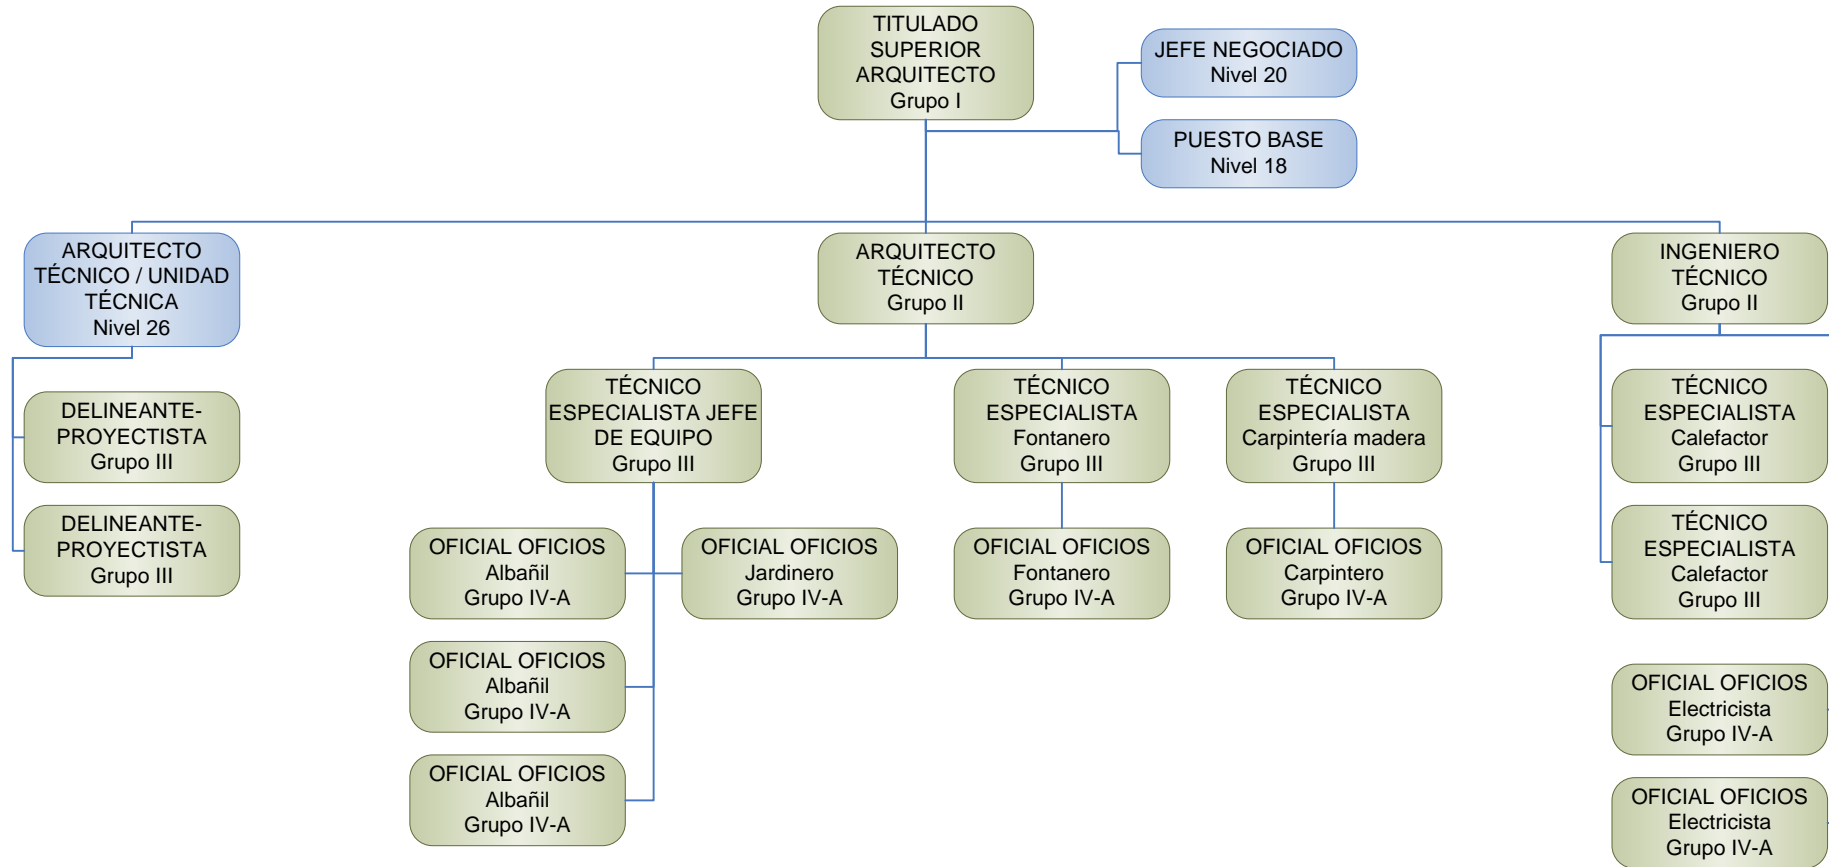 TITULADO
SUPERIOR
ARQUITECTO
Grupo I
JEFE NEGOCIADO
Nivel 20
PUESTO BASE
Nivel 18
ARQUITECTO
TÉCNICO / UNIDAD
TÉCNICA
Nivel 26
ARQUITECTO
TÉCNICO
Grupo II
INGENIERO
TÉCNICO
Grupo II
DELINEANTE-
PROYECTISTA
Grupo III
DELINEANTE-
PROYECTISTA
Grupo III
TÉCNICO
ESPECIALISTA JEFE
DE EQUIPO
Grupo III
TÉCNICO
ESPECIALISTA
Fontanero
Grupo III
TÉCNICO
ESPECIALISTA
Carpintería madera
Grupo III
TÉCNICO
ESPECIALISTA
Calefactor
Grupo III
TÉCNICO
ESPECIALISTA
Calefactor
Grupo III
OFICIAL OFICIOS
Albañil
Grupo IV-A
OFICIAL OFICIOS
Jardinero
Grupo IV-A
OFICIAL OFICIOS
Fontanero
Grupo IV-A
OFICIAL OFICIOS
Carpintero
Grupo IV-A
OFICIAL OFICIOS
Albañil
Grupo IV-A
OFICIAL OFICIOS
Albañil
Grupo IV-A
OFICIAL OFICIOS
Electricista
Grupo IV-A
OFICIAL OFICIOS
Electricista
Grupo IV-A